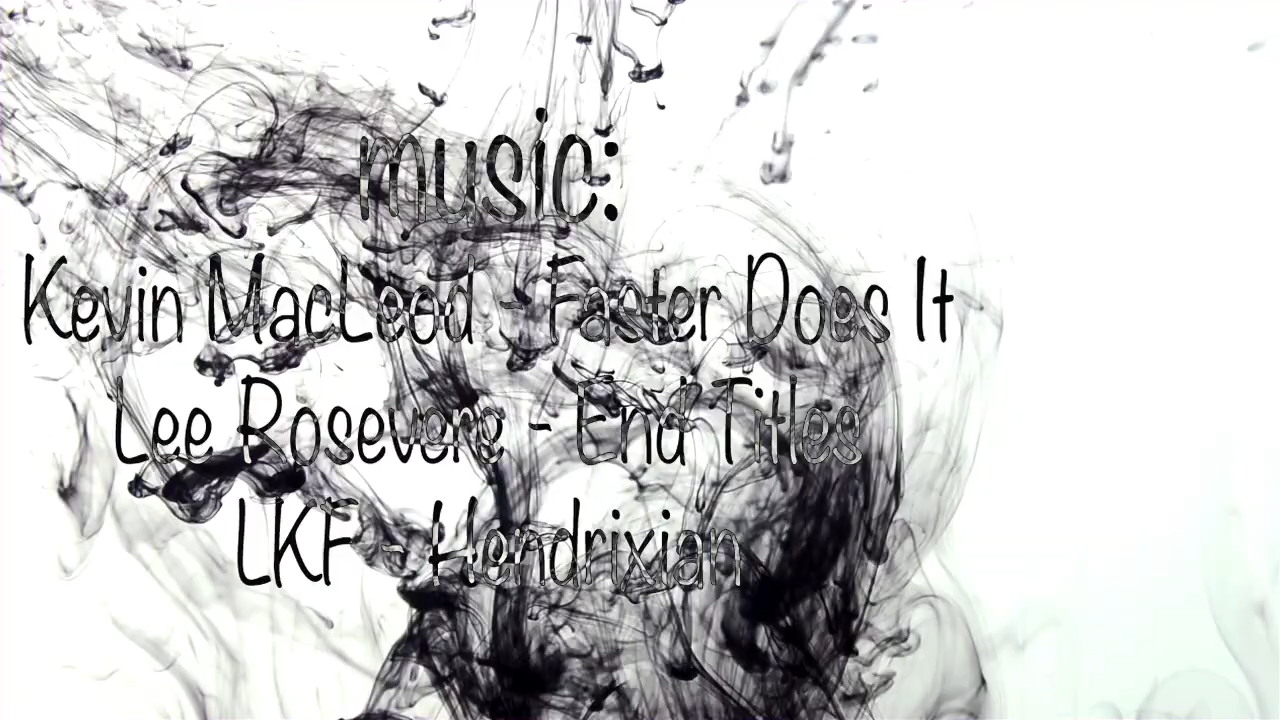 music:
Kevin MacLeod - Faster Does It
Lee Rosevere - End Titles
LKF - Hendrixian